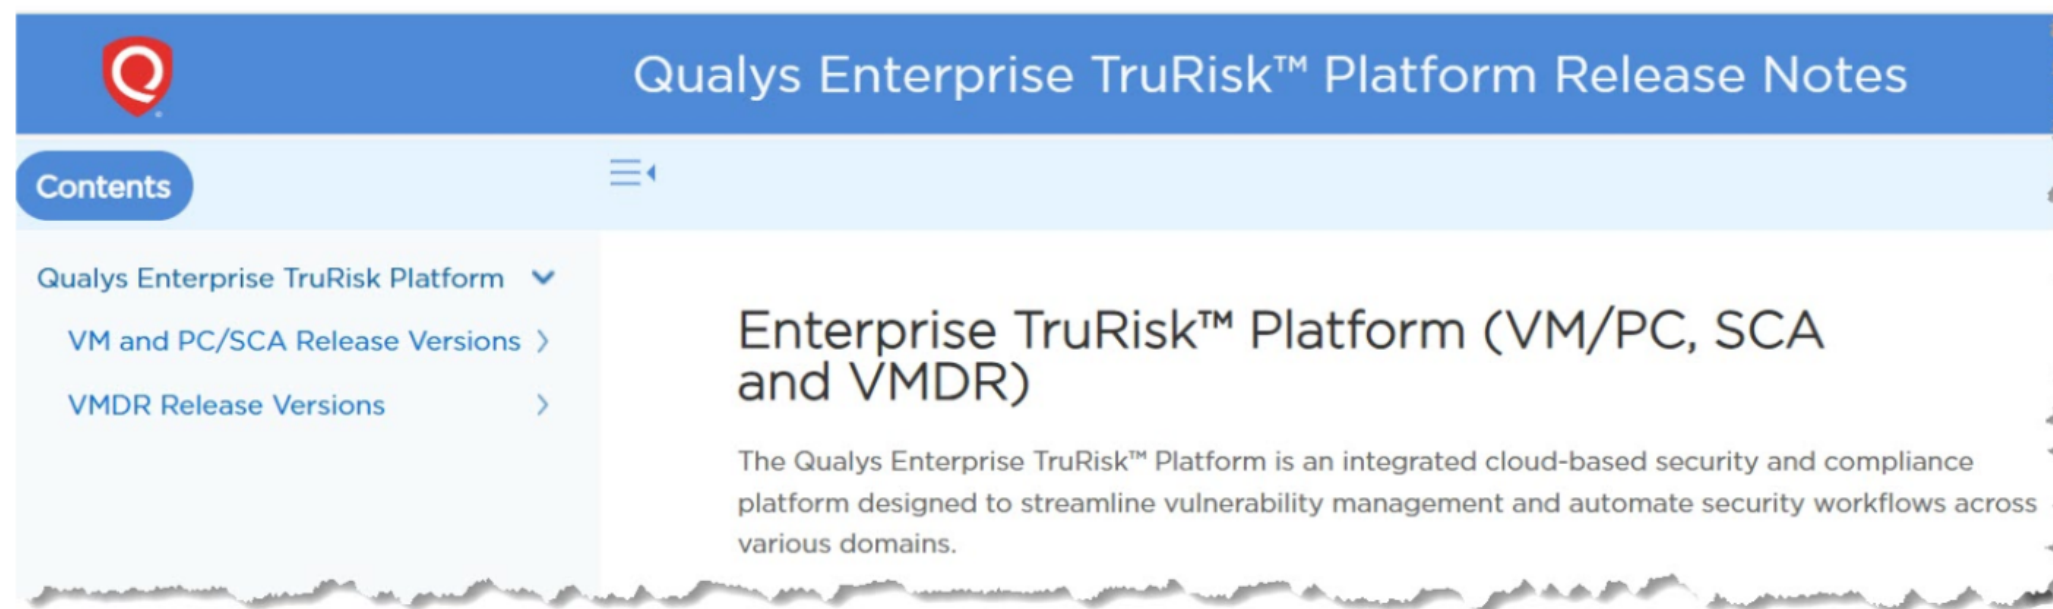 Qualys Enterprise TruRisk™ Platform Release Notes
Contents
Qualys Enterprise TruRisk Platform
VM and PC/SCA Release Versions
VMDR Release Versions
Enterprise TruRisk™ Platform (VM/PC, SCA
and VMDR)
The Qualys Enterprise TruRisk™ Platform is an integrated cloud-based security and compliance
platform designed to streamline vulnerability management and automate security workflows across
various domains.